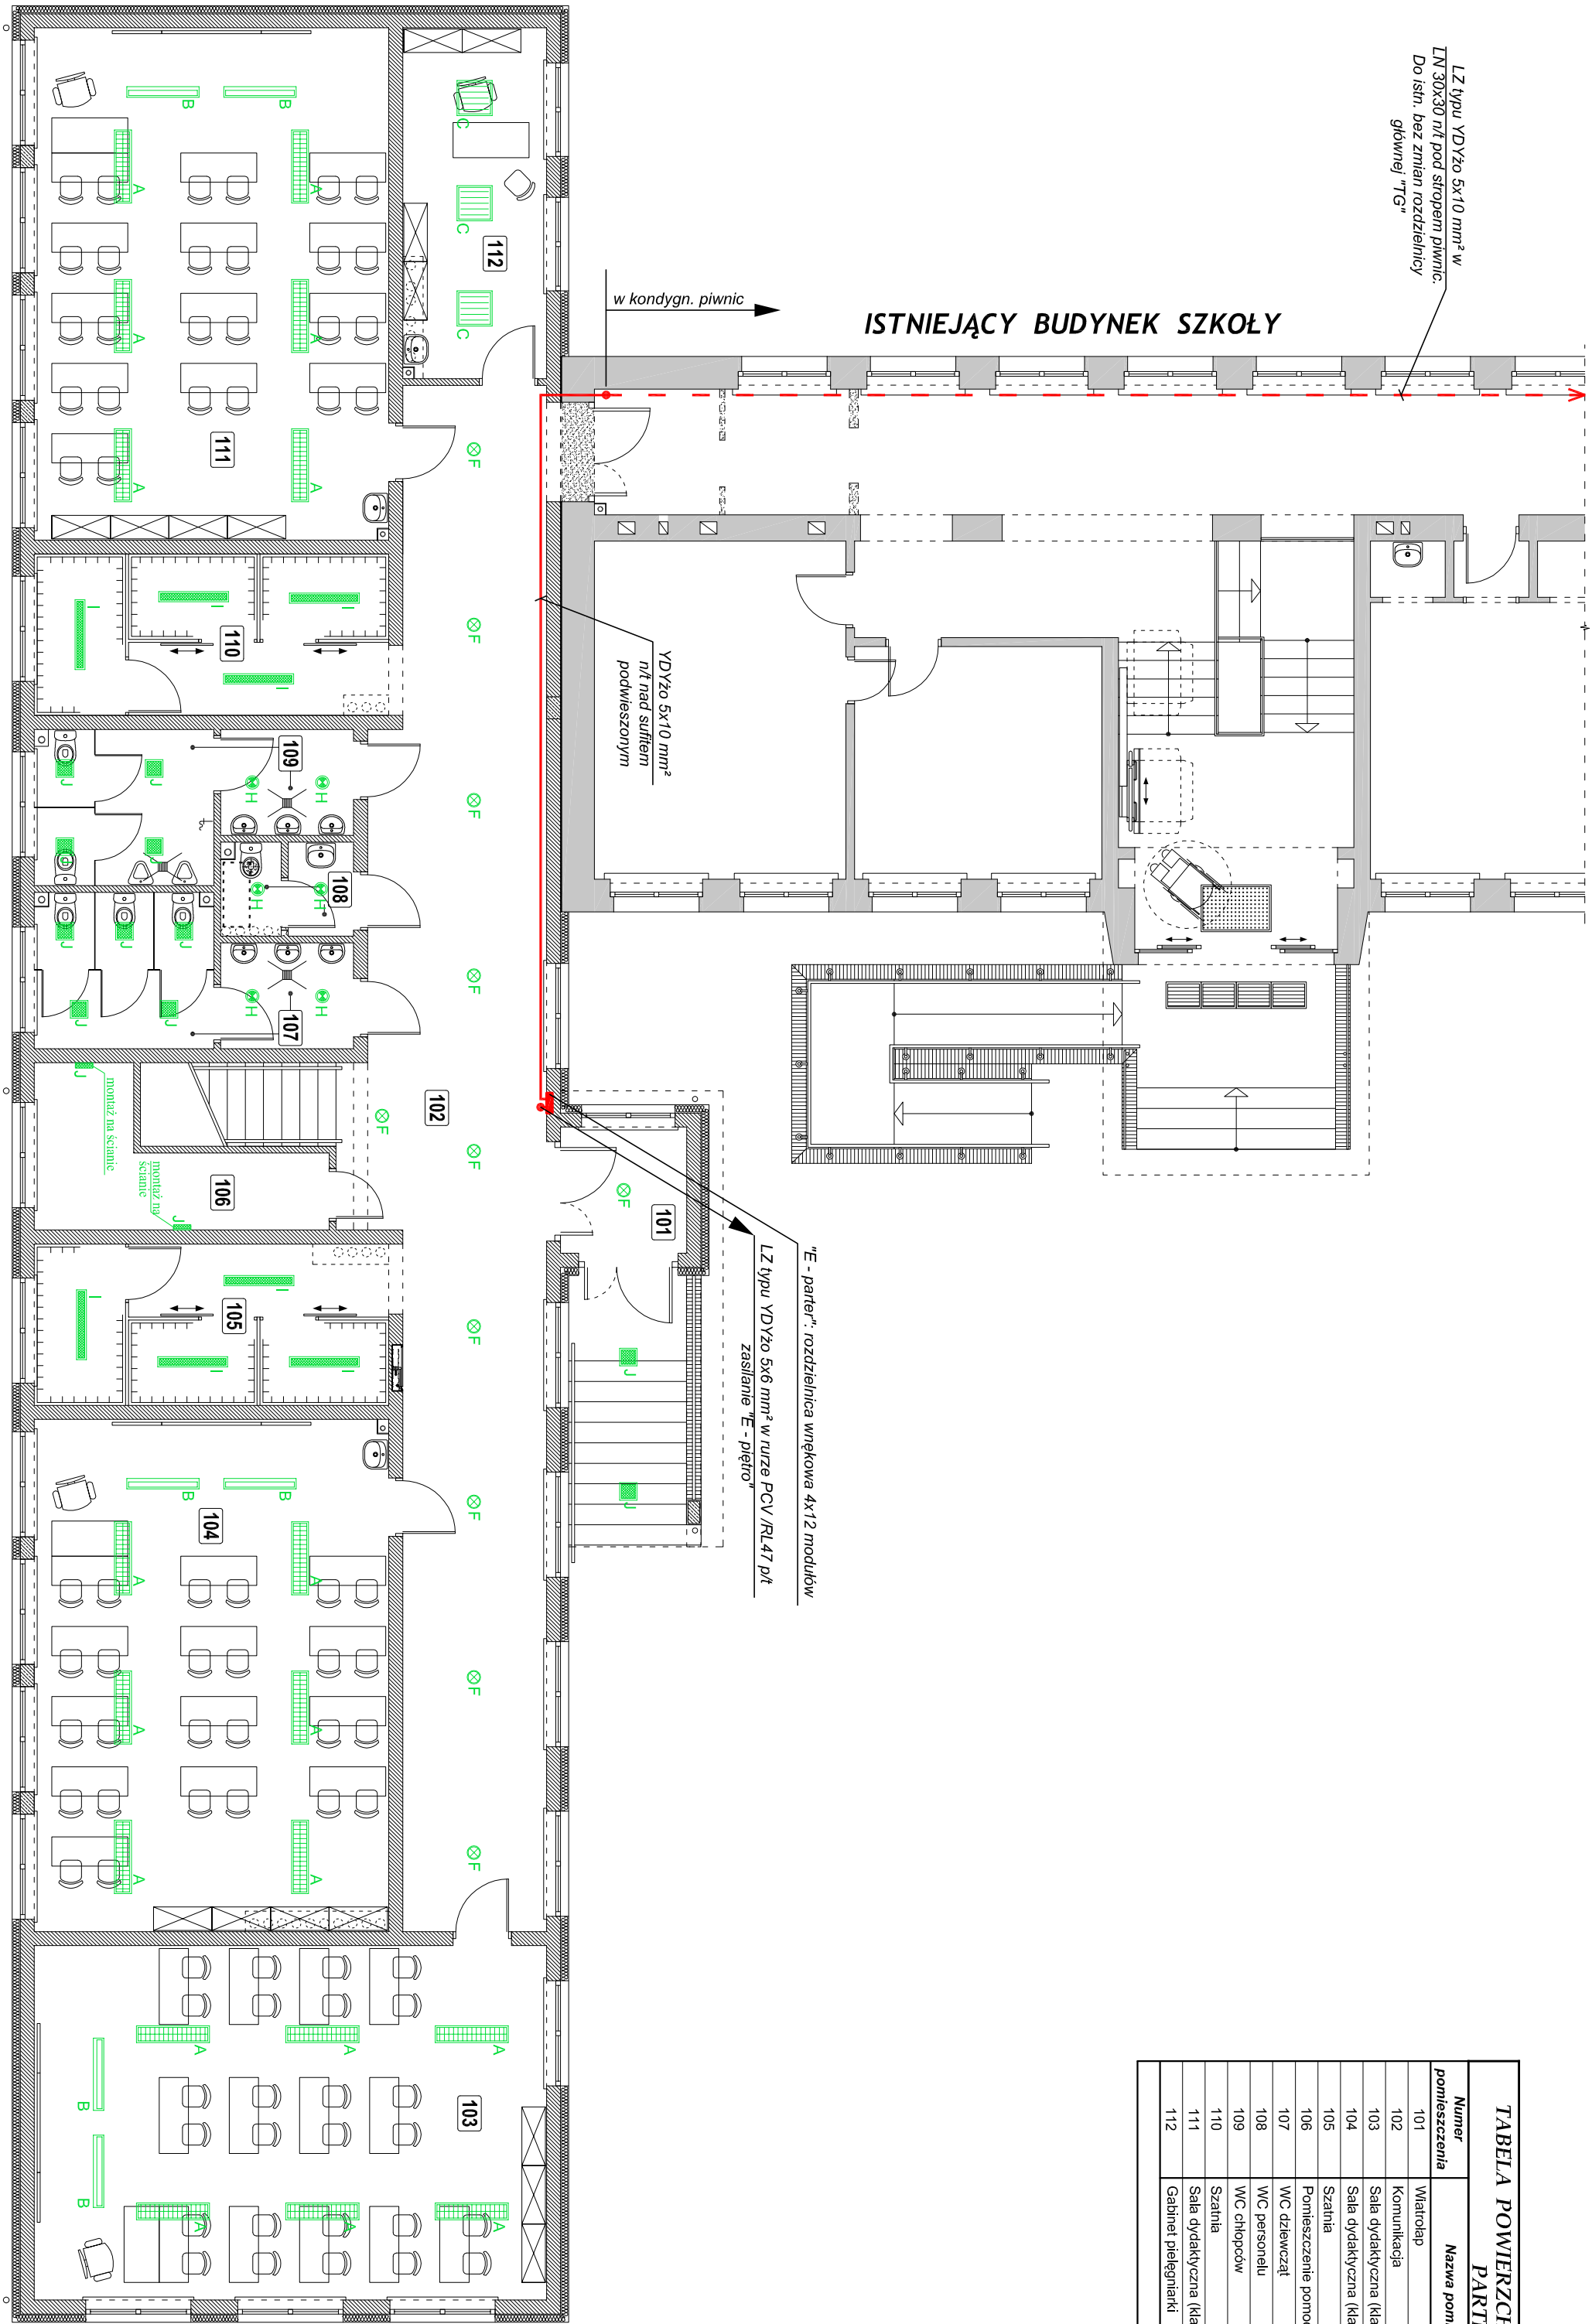 LZ typu YDYżo 5x10 mm² w
LN 30x30 n/t pod stropem piwnic.
Do istn. bez zmian rozdzielnicy
głównej "TG"
w kondygn. piwnic
ISTNIEJĄCY BUDYNEK SZKOŁY
YDYżo 5x10 mm²
n/t nad sufitem
podwieszonym
"E - parter": rozdzielnica wnękowa 4x12 modułów
LZ typu YDYżo 5x6 mm² w rurze PCV /RL47 p/t
zasilanie "E - piętro"
B
B
A
A
A
A
A
A
111
C
C
C
112
F
F
F
F
F
F
F
F
F
F
102
I
I
I
I
110
109
H
H
J
J
J
J
108
H
H
107
H
H
J
J
J
J
J
J
montaż na ścianie
montaż na
ścianie
J
106
F
101
J
J
I
I
I
I
105
B
B
104
A
A
A
A
A
A
103
A
A
A
A
A
A
B
B
TABELA POWIERZCH
PART
Numer
pomieszczenia
Nazwa pom
101 Wiatrołap
102 Komunikacja
103 Sala dydaktyczna (kla
104 Sala dydaktyczna (kla
105 Szatnia
106 Pomieszczenie pomo
107 WC dziewcząt
108 WC personelu
109 WC chłopców
110 Szatnia
111 Sala dydaktyczna (kla
112 Gabinet pielęgniarki